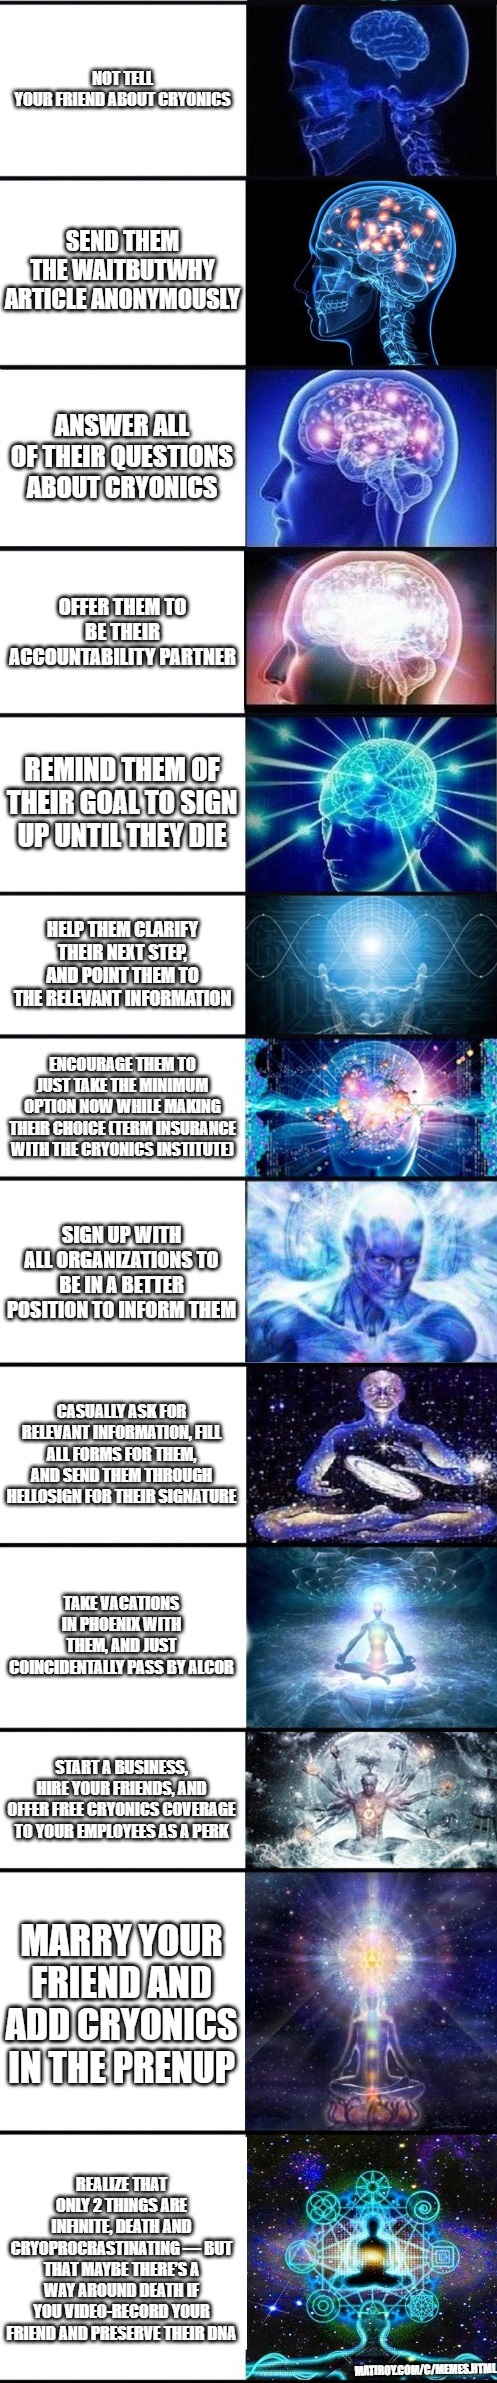 NOT TELL
YOUR FRIEND ABOUT CRYONICS
SEND THEM
THE WAITBUTWHY
ARTICLE ANONYMOUSLY
ANSWER ALL
OF THEIR QUESTIONS
ABOUT CRYONICS
OFFER THEM TO
BE THEIR
ACCOUNTABILITY PARTNER
REMIND THEM OF
THEIR GOAL TO SIGN
UP UNTIL THEY DIE
HELP THEM CLARIFY
THEIR NEXT STEP,
AND POINT THEM TO
THE RELEVANT INFORMATION
ENCOURAGE THEM TO
JUST TAKE THE MINIMUM
OPTION NOW WHILE MAKING
THEIR CHOICE (TERM INSURANCE
WITH THE CRYONICS INSTITUTE)
SIGN UP WITH
ALL ORGANIZATIONS TO
BE IN A BETTER
POSITION TO INFORM THEM
CASUALLY ASK FOR
RELEVANT INFORMATION, FILL
ALL FORMS FOR THEM,
AND SEND THEM THROUGH
HELLOSIGN FOR THEIR SIGNATURE
TAKE VACATIONS
IN PHOENIX WITH
THEM, AND JUST
COINCIDENTALLY PASS BY ALCOR
START A BUSINESS,
HIRE YOUR FRIENDS, AND
OFFER FREE CRYONICS COVERAGE
TO YOUR EMPLOYEES AS A PERK
MARRY YOUR
FRIEND AND
ADD CRYONICS
IN THE PRENUP
REALIZE THAT
ONLY 2 THINGS ARE
INFINITE, DEATH AND
CRYOPROCRASTINATING — BUT
THAT MAYBE THERE'S A
WAY AROUND DEATH IF
YOU VIDEO-RECORD YOUR
FRIEND AND PRESERVE THEIR DNA
MATIROY.COM/C/MEMES.HTML